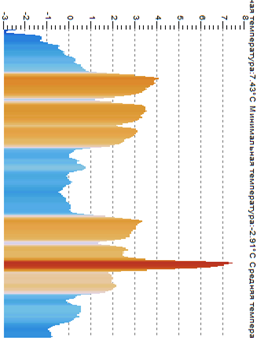 -3 -2 -1 0 1 2 3 4 5 6 7 8
ная температура:7.43°C Минимальная температура:-2.91°C Средняя темпера